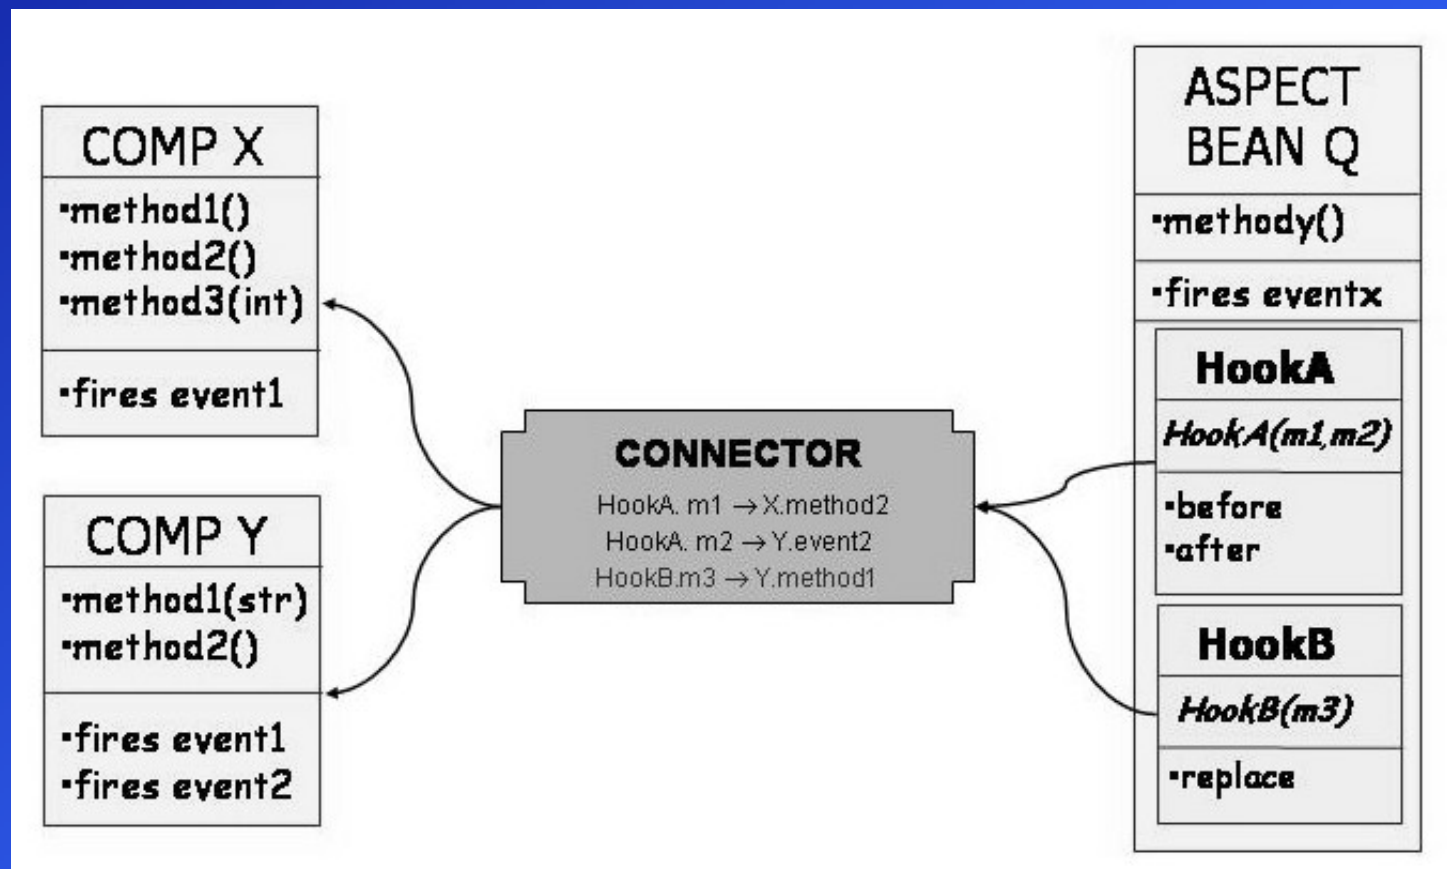 COMP X
▪method1()
▪method2()
▪method3(int)
▪fires event1
COMP Y
▪method1(str)
▪method2()
▪fires event1
▪fires event2
CONNECTOR
HookA. m1 → X.method2
HookA. m2 → Y.event2
HookB.m3 → Y.method1
ASPECT
BEAN Q
▪methody()
▪fires eventx
HookA
HookA(m1,m2)
▪before
▪after
HookB
HookB(m3)
▪replace